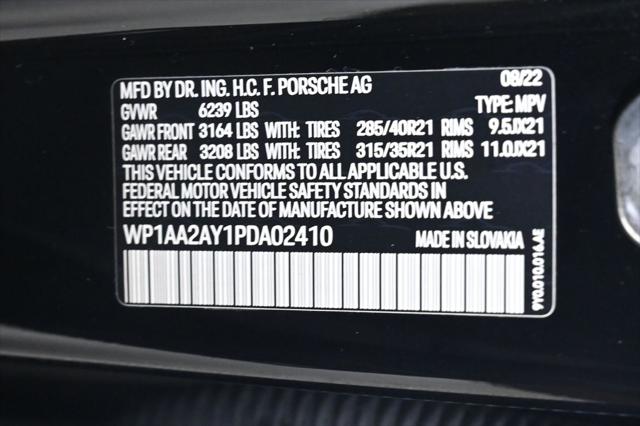 MFD BY DR. ING. H.C. F. PORSCHE AG 08/22
GVWR 6239 LBS TYPE: MPV
GAWR FRONT 3164 LBS WITH: TIRES 285/40R21 RIMS 9.5JX21
GAWR REAR 3208 LBS WITH: TIRES 315/35R21 RIMS 11.0JX21
THIS VEHICLE CONFORMS TO ALL APPLICABLE U.S.
FEDERAL MOTOR VEHICLE SAFETY STANDARDS IN
EFFECT ON THE DATE OF MANUFACTURE SHOWN ABOVE
WP1AA2AY1PDA02410 MADE IN SLOVAKIA
9Y0.010.016.AE